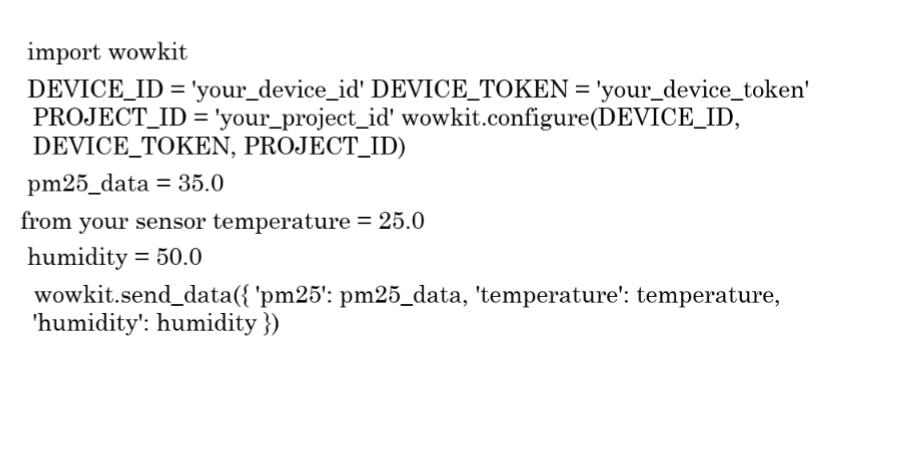 import wowkit
DEVICE_ID = 'your_device_id' DEVICE_TOKEN = 'your_device_token'
PROJECT_ID = 'your_project_id' wowkit.configure(DEVICE_ID,
DEVICE_TOKEN, PROJECT_ID)
pm25_data = 35.0
from your sensor temperature = 25.0
humidity = 50.0
wowkit.send_data({ 'pm25': pm25_data, 'temperature': temperature,
'humidity': humidity })